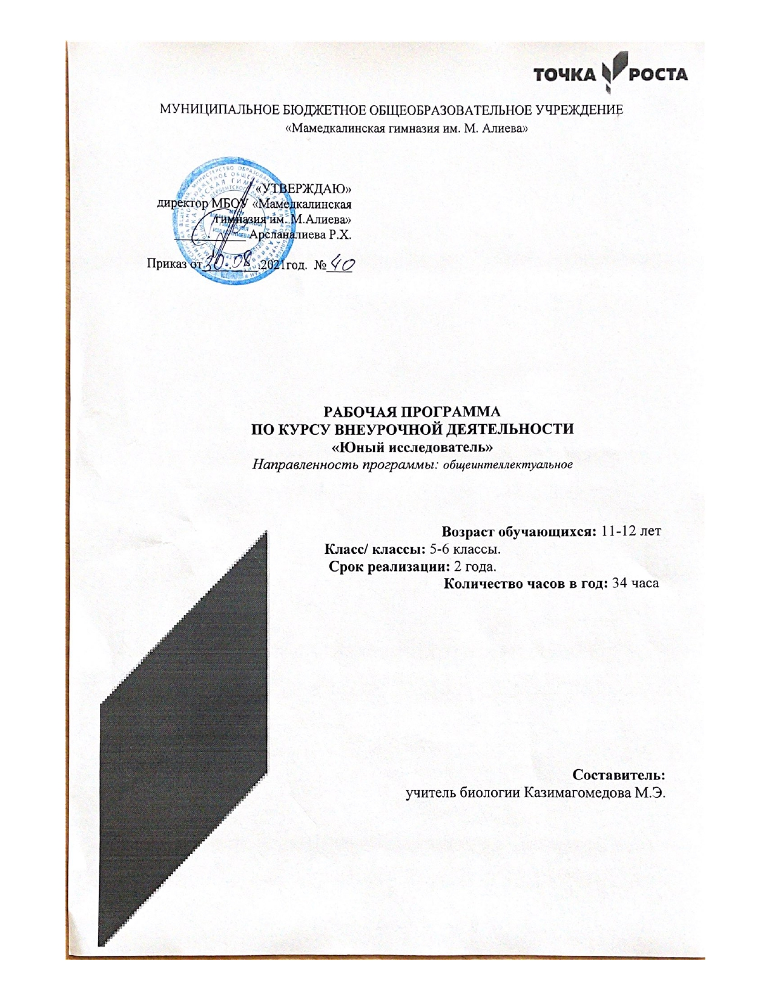 ТОЧКА РОСТА
МУНИЦИПАЛЬНОЕ БЮДЖЕТНОЕ ОБЩЕОБРАЗОВАТЕЛЬНОЕ УЧРЕЖДЕНИЕ
«Мамедкалинская гимназия им. М. Алиева»
«УТВЕРЖДАЮ»
директор МБОУ «Мамедкалинская
гимназия им. М.Алиева»
Арсланалиева Р.Х.
Приказ от 30.08.2021год. № 40
РАБОЧАЯ ПРОГРАММА
ПО КУРСУ ВНЕУРОЧНОЙ ДЕЯТЕЛЬНОСТИ
«Юный исследователь»
Направленность программы: общеинтеллектуальное
Возраст обучающихся: 11-12 лет
Класс/ классы: 5-6 классы.
Срок реализации: 2 года.
Количество часов в год: 34 часа
Составитель:
учитель биологии Казимагомедова М.Э.